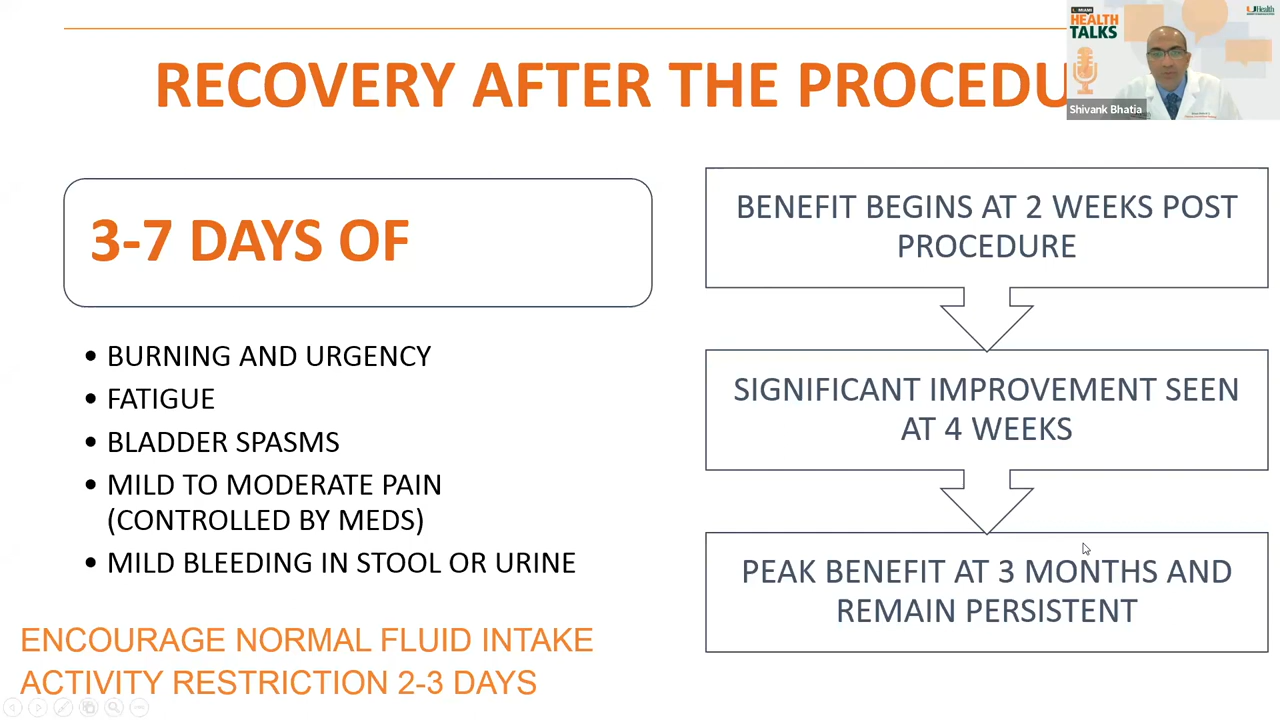 RECOVERY AFTER THE PROCEDU
HEALTH
TALKS
UHealth
Shivank Bhatia
3-7 DAYS OF
• BURNING AND URGENCY
• FATIGUE
• BLADDER SPASMS
• MILD TO MODERATE PAIN
(CONTROLLED BY MEDS)
• MILD BLEEDING IN STOOL OR URINE
ENCOURAGE NORMAL FLUID INTAKE
ACTIVITY RESTRICTION 2-3 DAYS
BENEFIT BEGINS AT 2 WEEKS POST
PROCEDURE
SIGNIFICANT IMPROVEMENT SEEN
AT 4 WEEKS
PEAK BENEFIT AT 3 MONTHS AND
REMAIN PERSISTENT